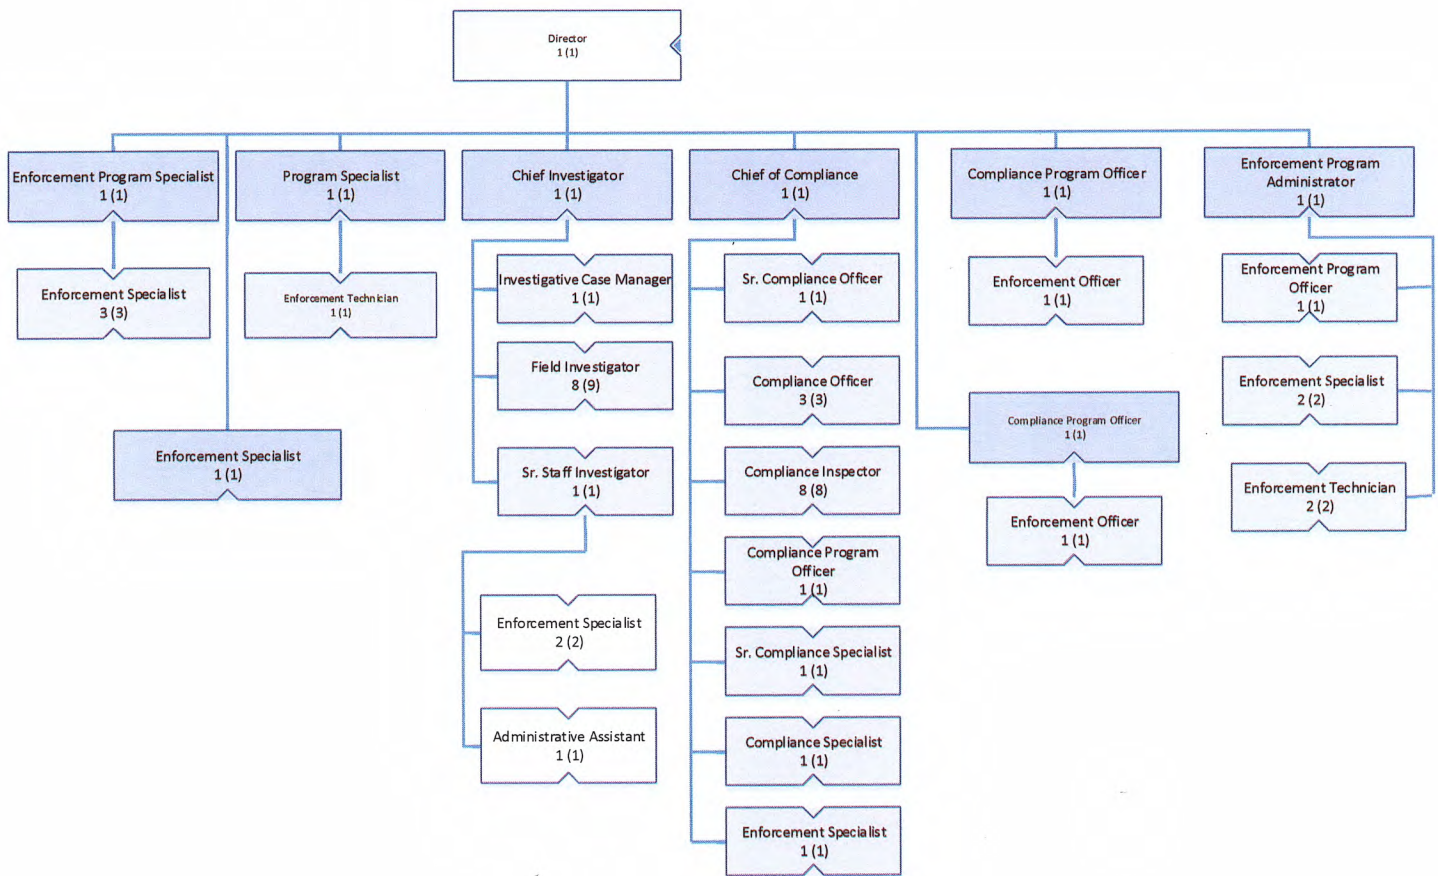 Director
1 (1)
Enforcement Program Specialist
1 (1)
Program Specialist
1 (1)
Chief Investigator
1 (1)
Chief of Compliance
1 (1)
Compliance Program Officer
1 (1)
Enforcement Program
Administrator
1 (1)
Enforcement Specialist
3 (3)
Enforcement Technician
1 (1)
Enforcement Specialist
1 (1)
Investigative Case Manager
1 (1)
Field Investigator
8 (9)
Sr. Staff Investigator
1 (1)
Enforcement Specialist
2 (2)
Administrative Assistant
1 (1)
Sr. Compliance Officer
1 (1)
Compliance Officer
3 (3)
Compliance Inspector
8 (8)
Compliance Program
Officer
1 (1)
Sr. Compliance Specialist
1 (1)
Compliance Specialist
1 (1)
Enforcement Specialist
1 (1)
Enforcement Officer
1 (1)
Compliance Program Officer
1 (1)
Enforcement Officer
1 (1)
Enforcement Program
Officer
1 (1)
Enforcement Specialist
2 (2)
Enforcement Technician
2 (2)